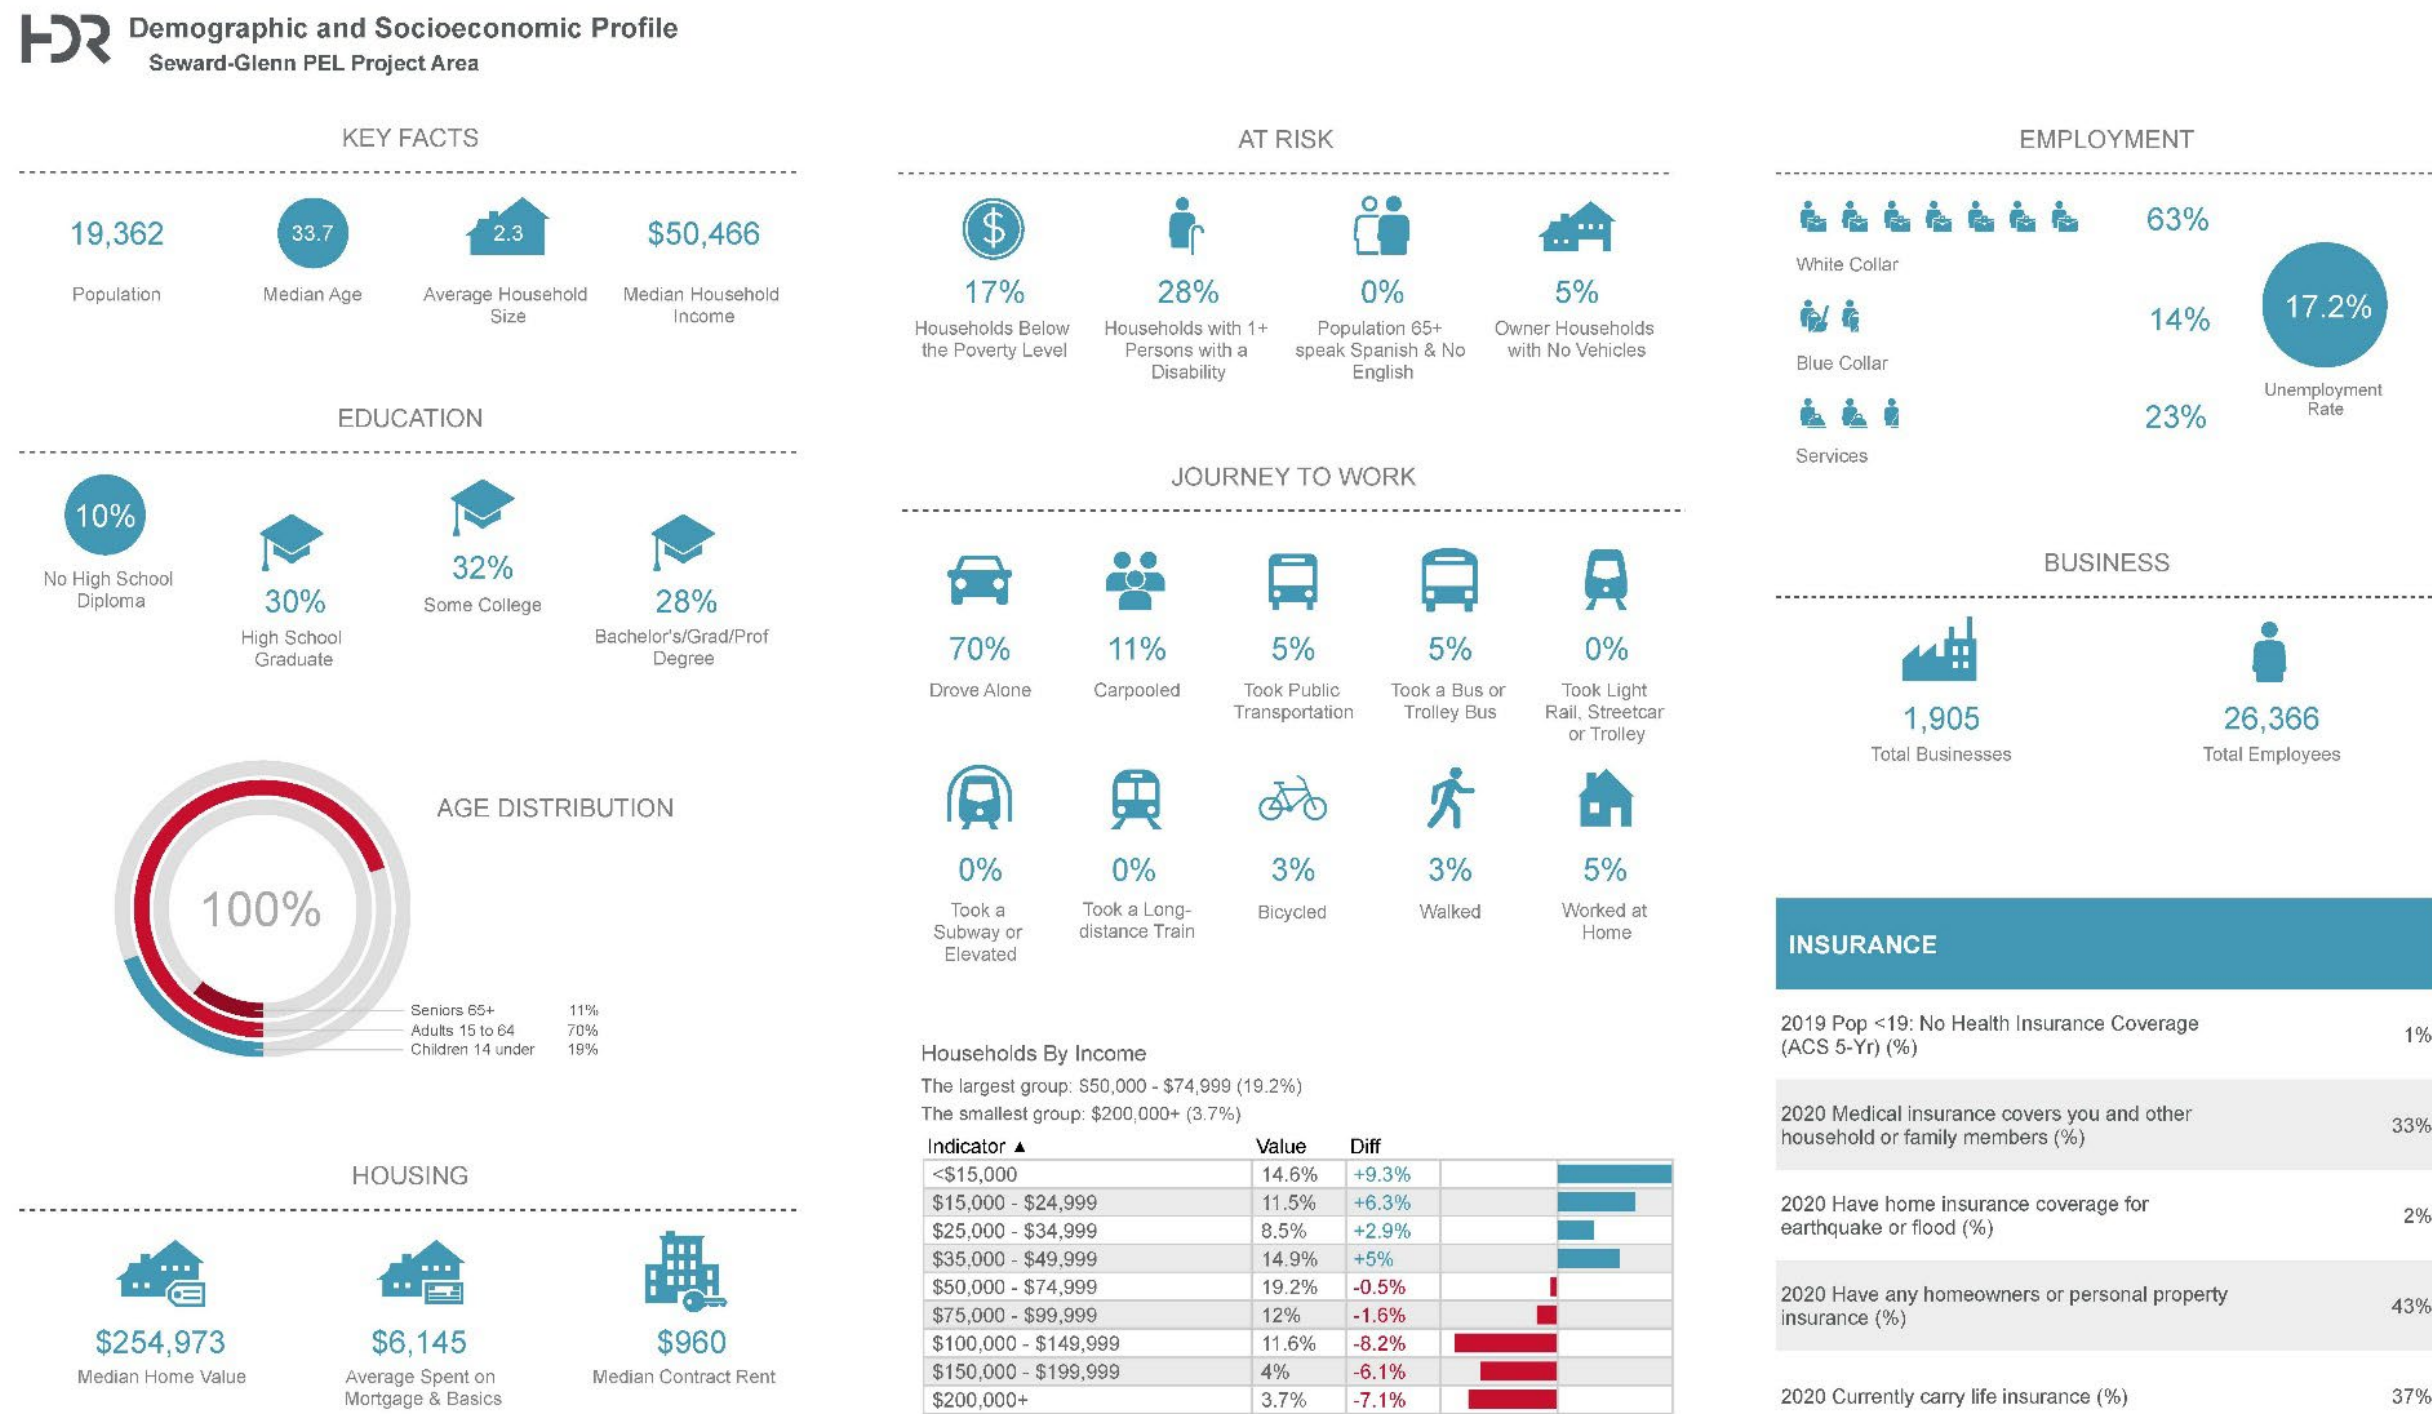 HDR
Demographic and Socioeconomic Profile
Seward-Glenn PEL Project Area
KEY FACTS
19,362
Population
33.7
Median Age
2.3
Average Household
Size
$50,466
Median Household
Income
EDUCATION
10%
No High School
Diploma
30%
High School
Graduate
32%
Some College
28%
Bachelor's/Grad/Prof
Degree
AGE DISTRIBUTION
100%
Seniors 65+ 11%
Adults 15 to 64 70%
Children 14 under 19%
HOUSING
$254,973
Median Home Value
$6,145
Average Spent on
Mortgage & Basics
$960
Median Contract Rent
AT RISK
$
17%
Households Below
the Poverty Level
28%
Households with 1+
Persons with a
Disability
0%
Population 65+
speak Spanish & No
English
5%
Owner Households
with No Vehicles
JOURNEY TO WORK
70%
Drove Alone
11%
Carpooled
5%
Took Public
Transportation
5%
Took a Bus or
Trolley Bus
0%
Took Light
Rail, Streetcar
or Trolley
0%
Took a
Subway or
Elevated
0%
Took a Long-
distance Train
3%
Bicycled
3%
Walked
5%
Worked at
Home
Households By Income
The largest group: $50,000 - $74,999 (19.2%)
The smallest group: $200,000+ (3.7%)
Indicator ▲ Value Diff
<$15,000 14.6% +9.3%
$15,000 - $24,999 11.5% +6.3%
$25,000 - $34,999 8.5% +2.9%
$35,000 - $49,999 14.9% +5%
$50,000 - $74,999 19.2% -0.5%
$75,000 - $99,999 12% -1.6%
$100,000 - $149,999 11.6% -8.2%
$150,000 - $199,999 4% -6.1%
$200,000+ 3.7% -7.1%
EMPLOYMENT
63%
White Collar
14%
Blue Collar
23%
Services
17.2%
Unemployment
Rate
BUSINESS
1,905
Total Businesses
26,366
Total Employees
INSURANCE
2019 Pop <19: No Health Insurance Coverage
(ACS 5-Yr) (%) 1%
2020 Medical insurance covers you and other
household or family members (%) 33%
2020 Have home insurance coverage for
earthquake or flood (%) 2%
2020 Have any homeowners or personal property
insurance (%) 43%
2020 Currently carry life insurance (%) 37%